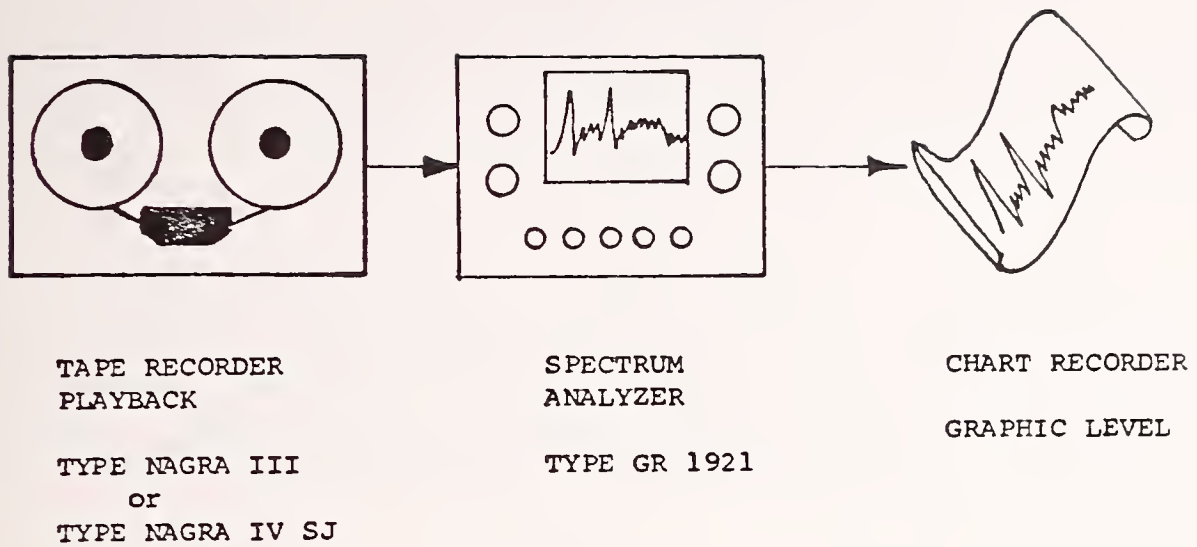 TAPE RECORDER
PLAYBACK
TYPE NAGRA III
or
TYPE NAGRA IV SJ
SPECTRUM
ANALYZER
TYPE GR 1921
CHART RECORDER
GRAPHIC LEVEL